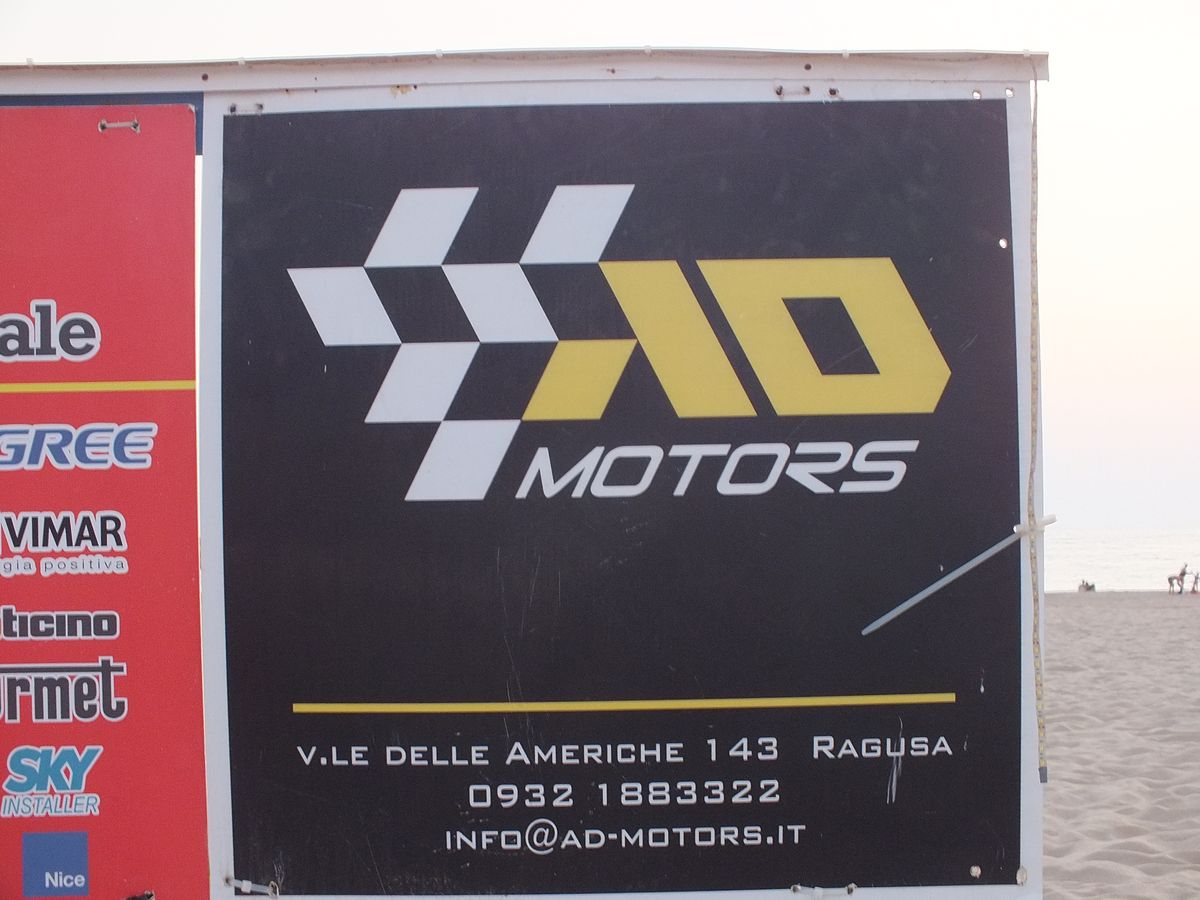 ale
GREE
VIMAR
gia positiva
ticino
rmet
SKY
INSTALLER
Nice
AD
MOTORS
V.LE DELLE AMERICHE 143 RAGUSA
0932 1883322
INFO@AD-MOTORS.IT